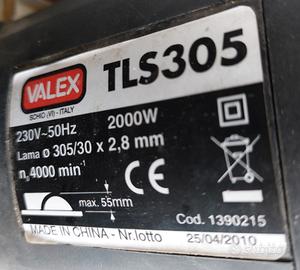 VALEX
TLS305
SCHIO (VI) - ITALY
230V~50Hz 2000W
Lama ø 305/30 x 2,8 mm
n₀4000 min⁻¹
max. 55mm
Cod. 1390215
MADE IN CHINA - Nr.lotto 25/04/2010